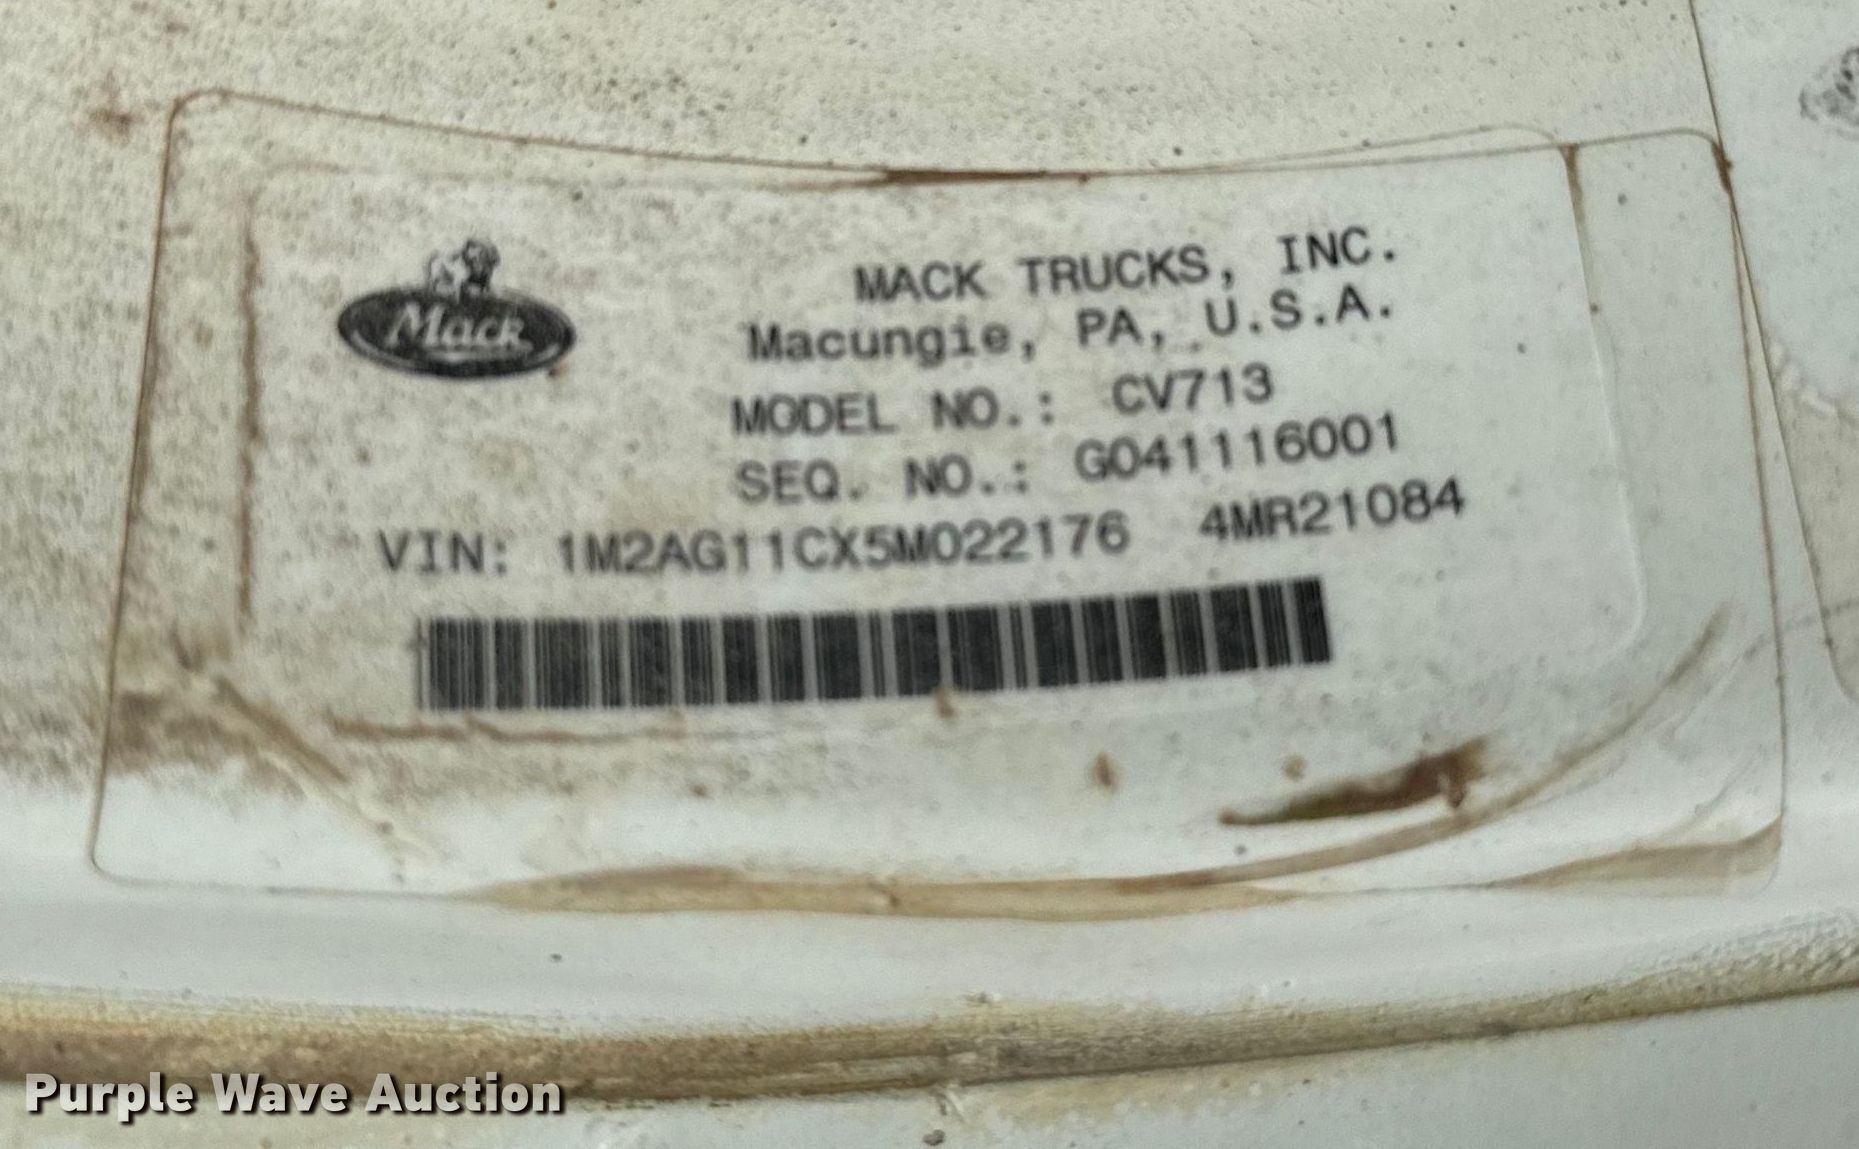 Mack
MACK TRUCKS, INC.
Macungie, PA, U.S.A.
MODEL NO.: CV713
SEQ. NO.: G041116001
VIN: 1M2AG11CX5M022176 4MR21084
Purple Wave Auction